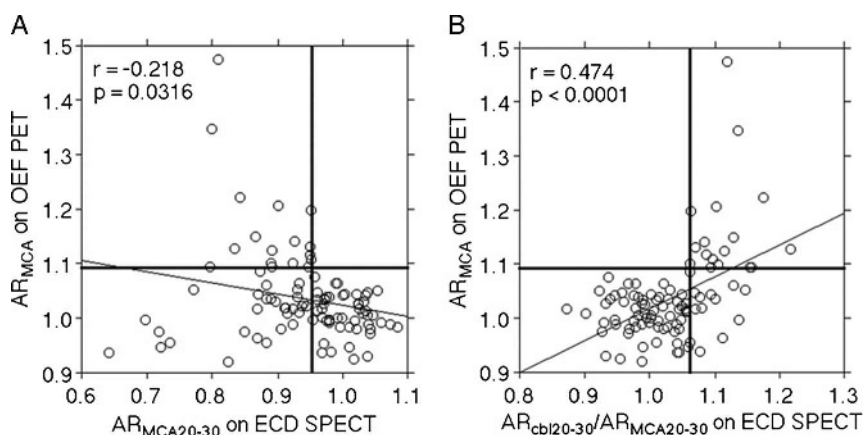 A
r = -0.218
p = 0.0316
AR_MCA on OEF PET
1.5
1.4
1.3
1.2
1.1
1.0
0.9
0.6
0.7
0.8
0.9
1.0
1.1
AR_MCA20-30 on ECD SPECT
B
r = 0.474
p < 0.0001
AR_MCA on OEF PET
1.5
1.4
1.3
1.2
1.1
1.0
0.9
0.8
0.9
1.0
1.1
1.2
1.3
AR_cbl20-30/AR_MCA20-30 on ECD SPECT